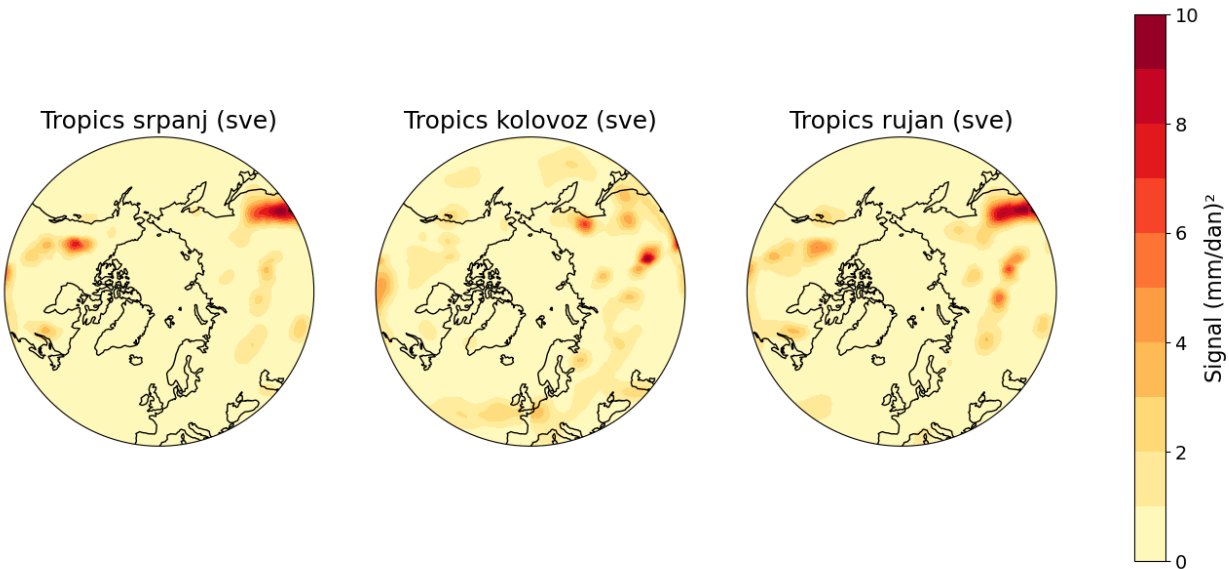 Tropics srpanj (sve)
Tropics kolovoz (sve)
Tropics rujan (sve)
10
8
6
4
2
0
Signal (mm/dan)²